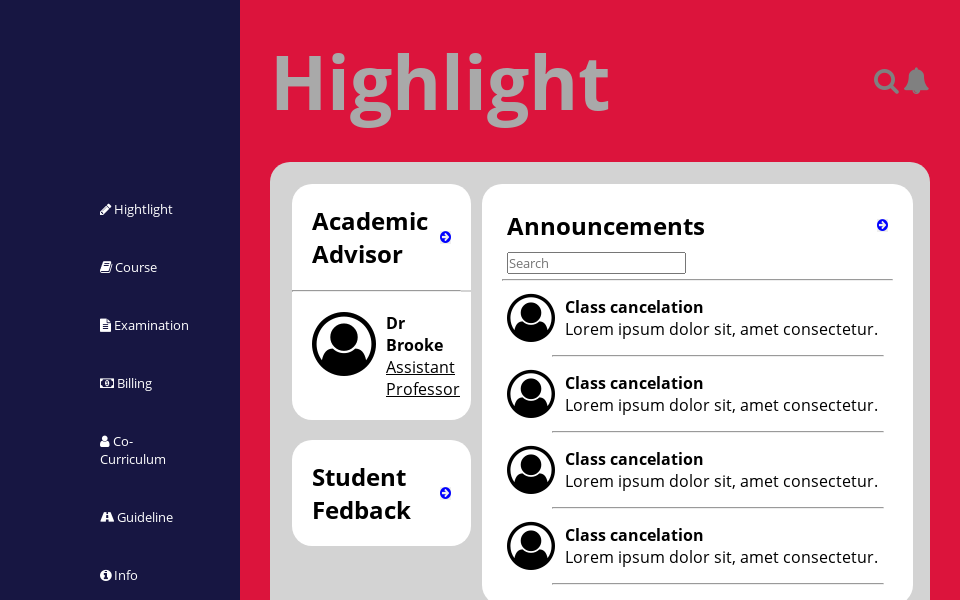 Highlight
Hightlight
Course
Examination
Billing
Co-
Curriculum
Guideline
Info
Academic
Advisor
Dr
Brooke
Assistant
Professor
Student
Fedback
Announcements
Search
Class cancelation
Lorem ipsum dolor sit, amet consectetur.
Class cancelation
Lorem ipsum dolor sit, amet consectetur.
Class cancelation
Lorem ipsum dolor sit, amet consectetur.
Class cancelation
Lorem ipsum dolor sit, amet consectetur.